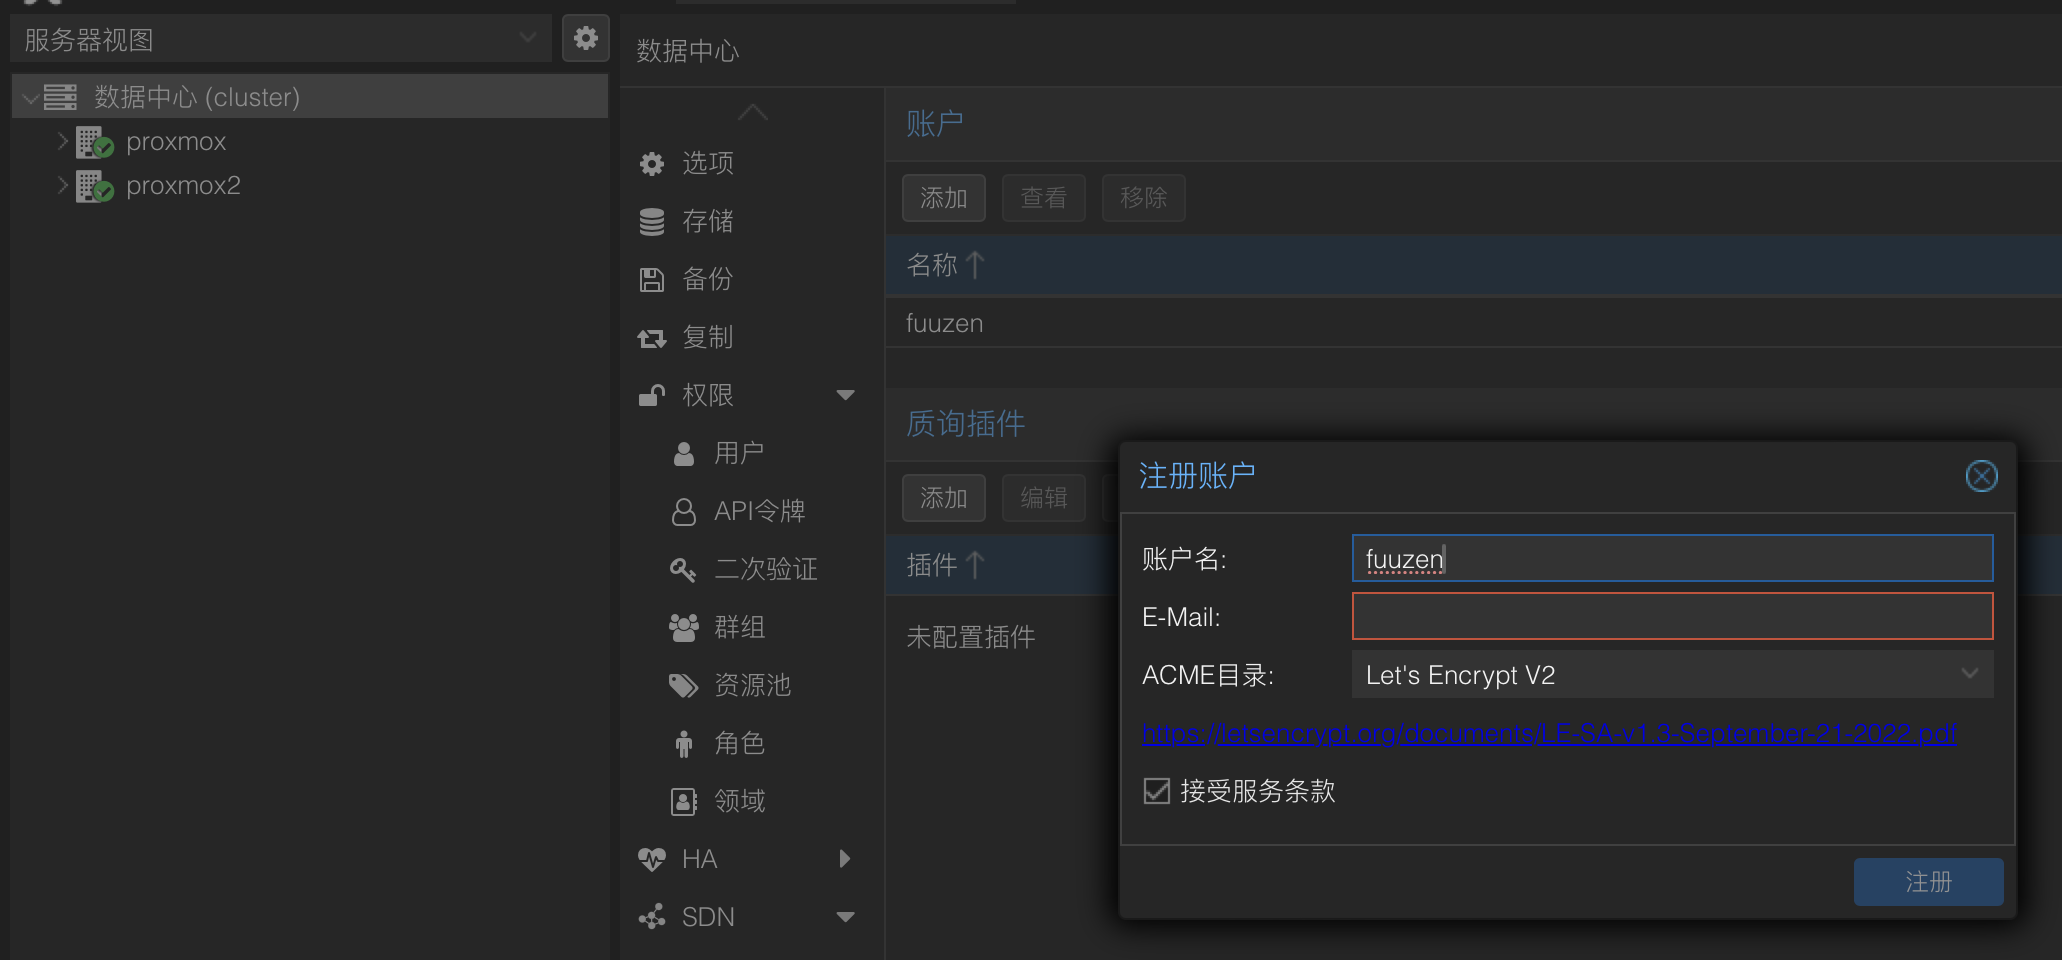 服务器视图
数据中心 (cluster)
proxmox
proxmox2
数据中心
选项
存储
备份
复制
权限
用户
API令牌
二次验证
群组
资源池
角色
领域
HA
SDN
账户
添加
查看
移除
名称
fuuzen
质询插件
添加
编辑
插件
未配置插件
注册账户
账户名:
fuuzen
E-Mail:
ACME目录:
Let's Encrypt V2
https://letsencrypt.org/documents/LE-SA-v1.3-September-21-2022.pdf
接受服务条款
注册